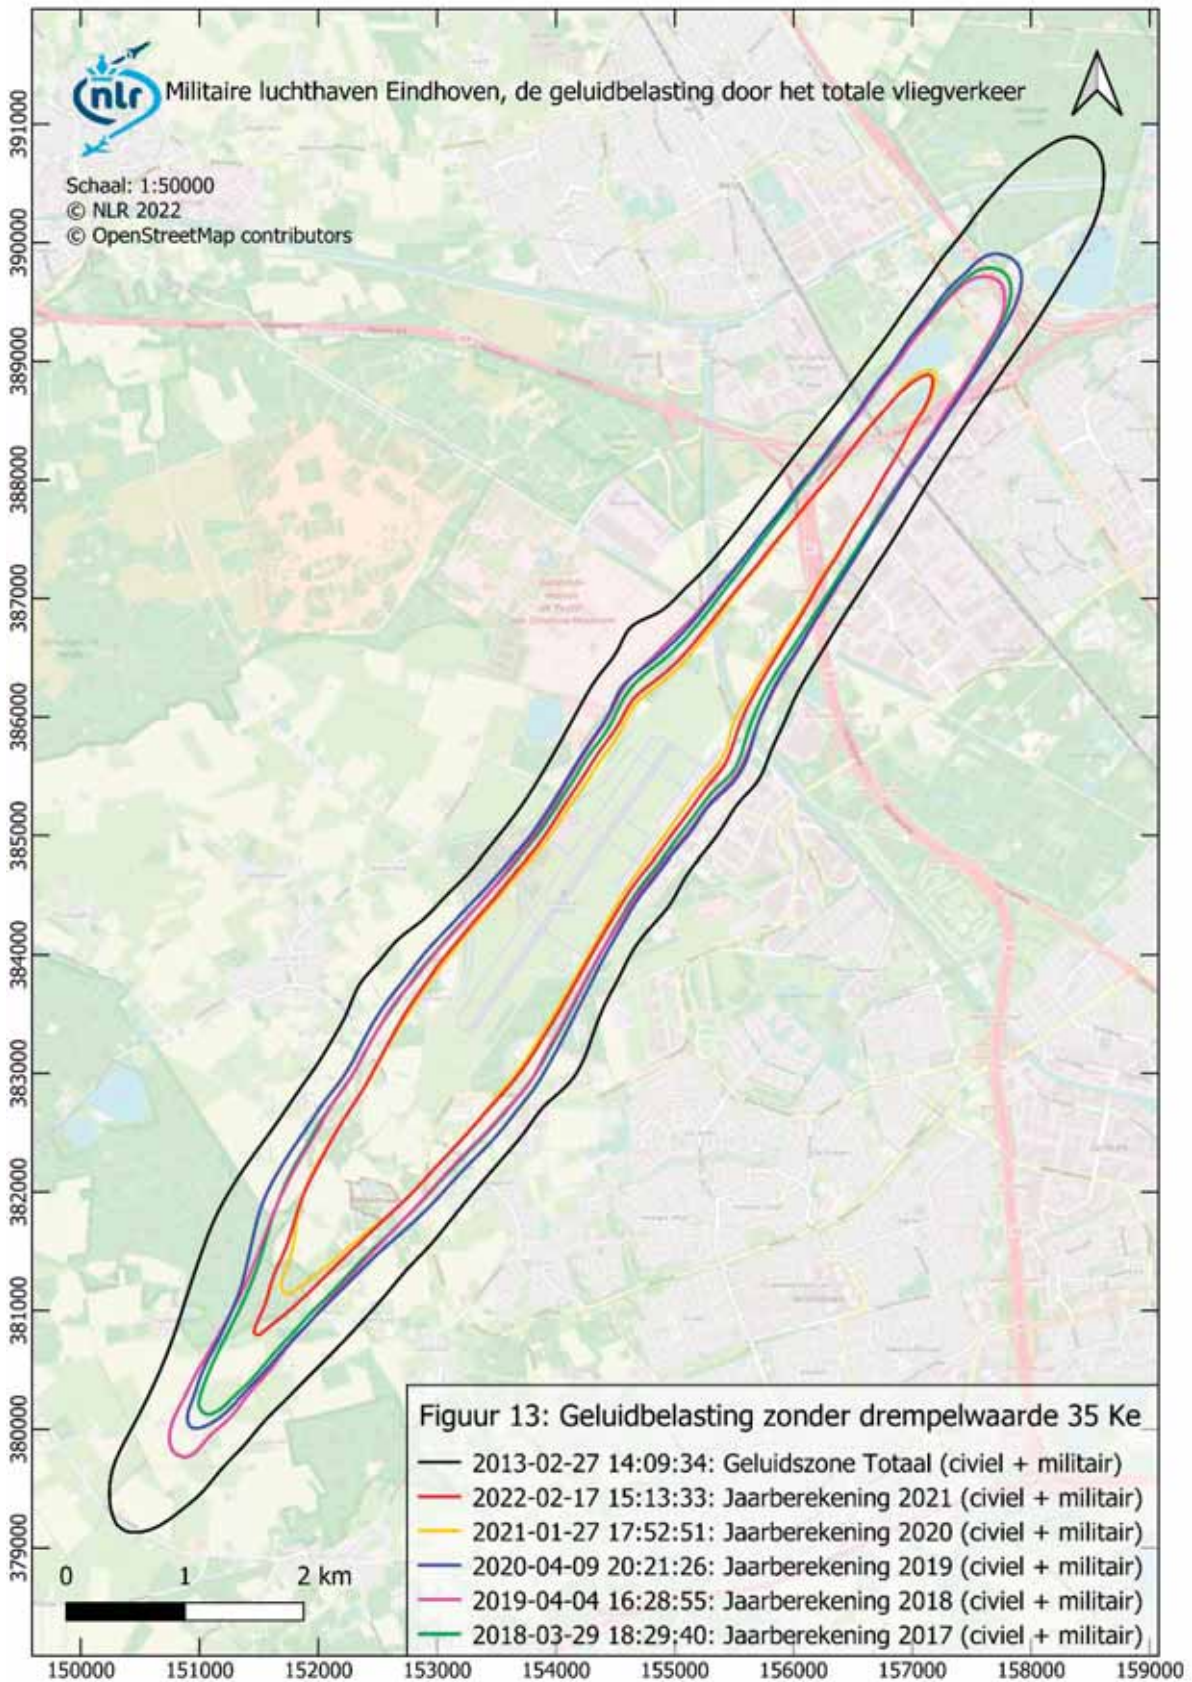 nlr
Militaire luchthaven Eindhoven, de geluidbelasting door het totale vliegverkeer
Schaal: 1:50000
© NLR 2022
© OpenStreetMap contributors
391000
390000
389000
388000
387000
386000
385000
384000
383000
382000
381000
380000
379000
Figuur 13: Geluidbelasting zonder drempelwaarde 35 Ke
2013-02-27 14:09:34: Geluidszone Totaal (civiel + militair)
2022-02-17 15:13:33: Jaarberekening 2021 (civiel + militair)
2021-01-27 17:52:51: Jaarberekening 2020 (civiel + militair)
2020-04-09 20:21:26: Jaarberekening 2019 (civiel + militair)
2019-04-04 16:28:55: Jaarberekening 2018 (civiel + militair)
2018-03-29 18:29:40: Jaarberekening 2017 (civiel + militair)
0 1 2 km
150000 151000 152000 153000 154000 155000 156000 157000 158000 159000